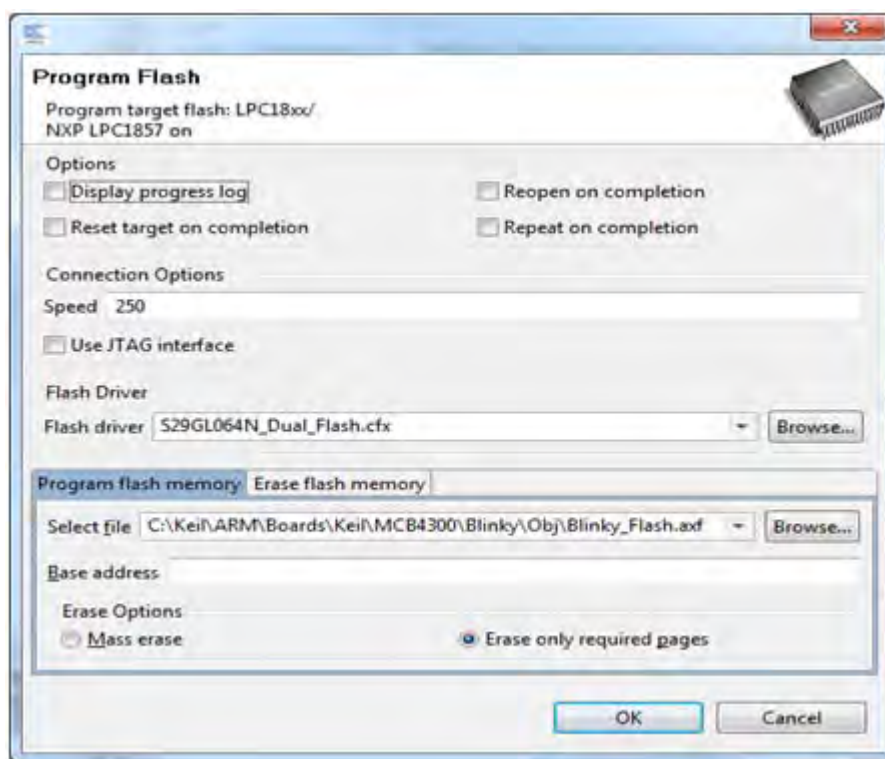 Program Flash
Program target flash: LPC18xx/
NXP LPC1857 on
Options
Display progress log Reopen on completion
Reset target on completion Repeat on completion
Connection Options
Speed 250
Use JTAG interface
Flash Driver
Flash driver S29GL064N_Dual_Flash.cfx Browse...
Program flash memory Erase flash memory
Select file C:\Keil\ARM\Boards\Keil\MCB4300\Blinky\Obj\Blinky_Flash.axf Browse...
Base address
Erase Options
Mass erase Erase only required pages
OK Cancel